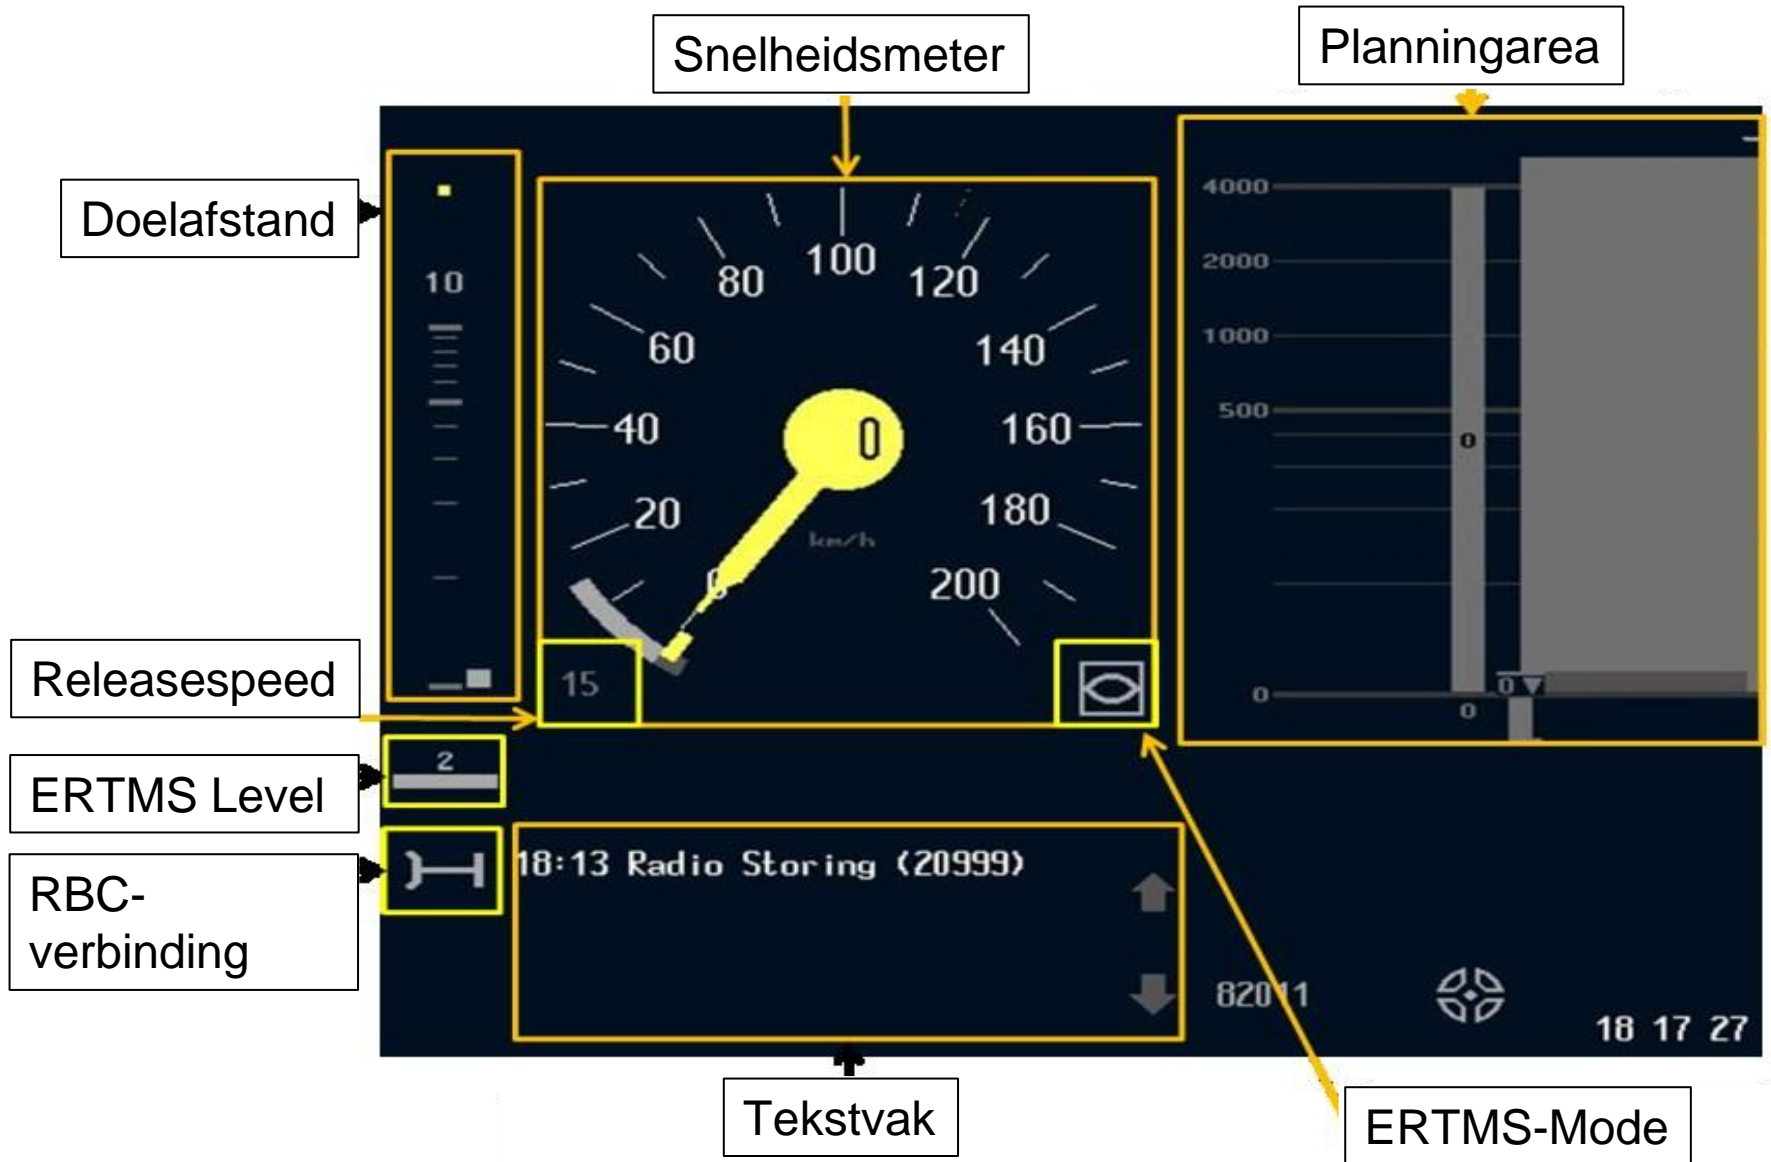 Snelheidsmeter
Planningarea
Doelafstand
10
0
20
40
60
80
100
120
140
160
180
200
0
km/h
4000
2000
1000
500
0
0
0
0
Releasespeed
15
ERTMS Level
2
RBC-
verbinding
18:13 Radio Storing (20999)
82011
18 17 27
Tekstvak
ERTMS-Mode